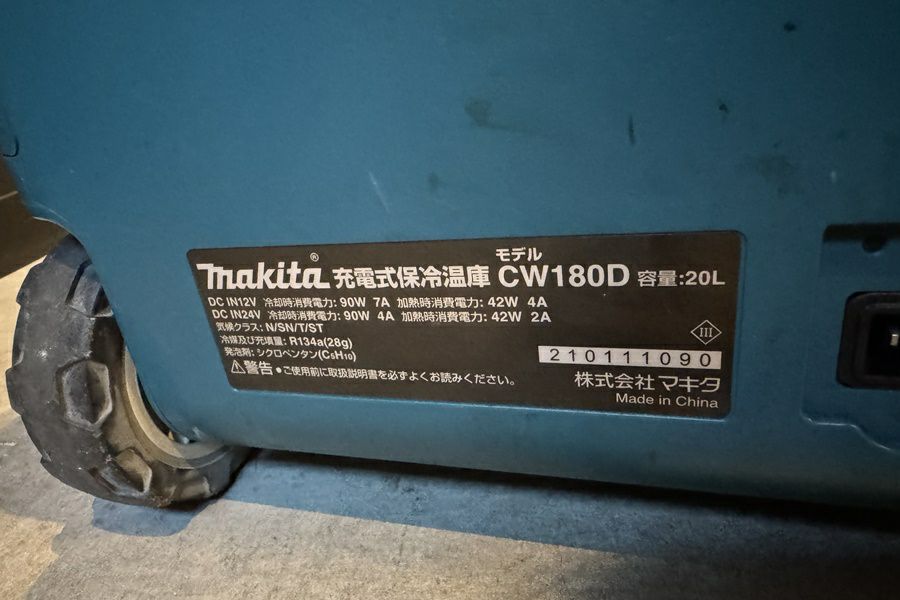 makita® 充電式保冷温庫 モデル CW180D 容量:20L
DC IN12V 冷却時消費電力: 90W 7A 加熱時消費電力: 42W 4A
DC IN24V 冷却時消費電力: 90W 4A 加熱時消費電力: 42W 2A
気候クラス: N/SN/T/ST
冷媒及び充填量: R134a(28g)
発泡剤: シクロペンタン(C5H10)
III
210111090
⚠警告 ●ご使用前に取扱説明書を必ずよくお読みください。
株式会社 マキタ
Made in China